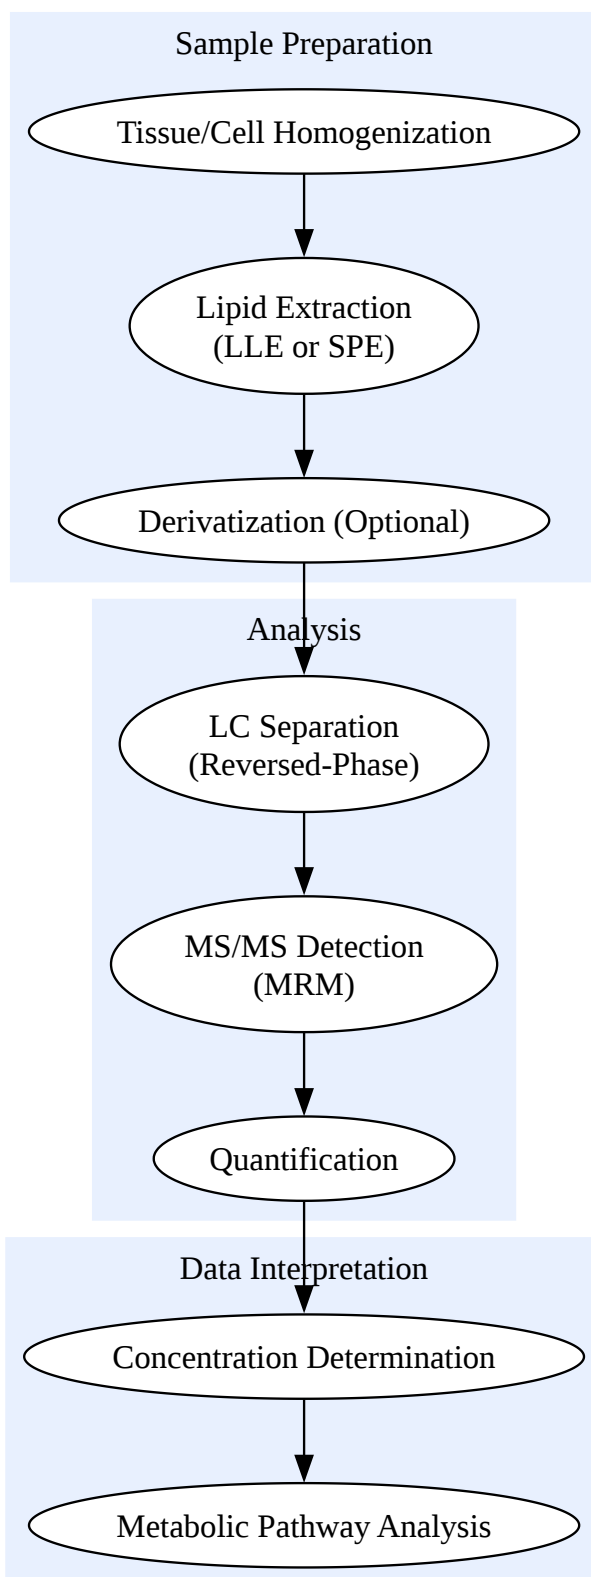 Sample Preparation
Tissue/Cell Homogenization
Lipid Extraction
(LLE or SPE)
Derivatization (Optional)
Analysis
LC Separation
(Reversed-Phase)
MS/MS Detection
(MRM)
Quantification
Data Interpretation
Concentration Determination
Metabolic Pathway Analysis